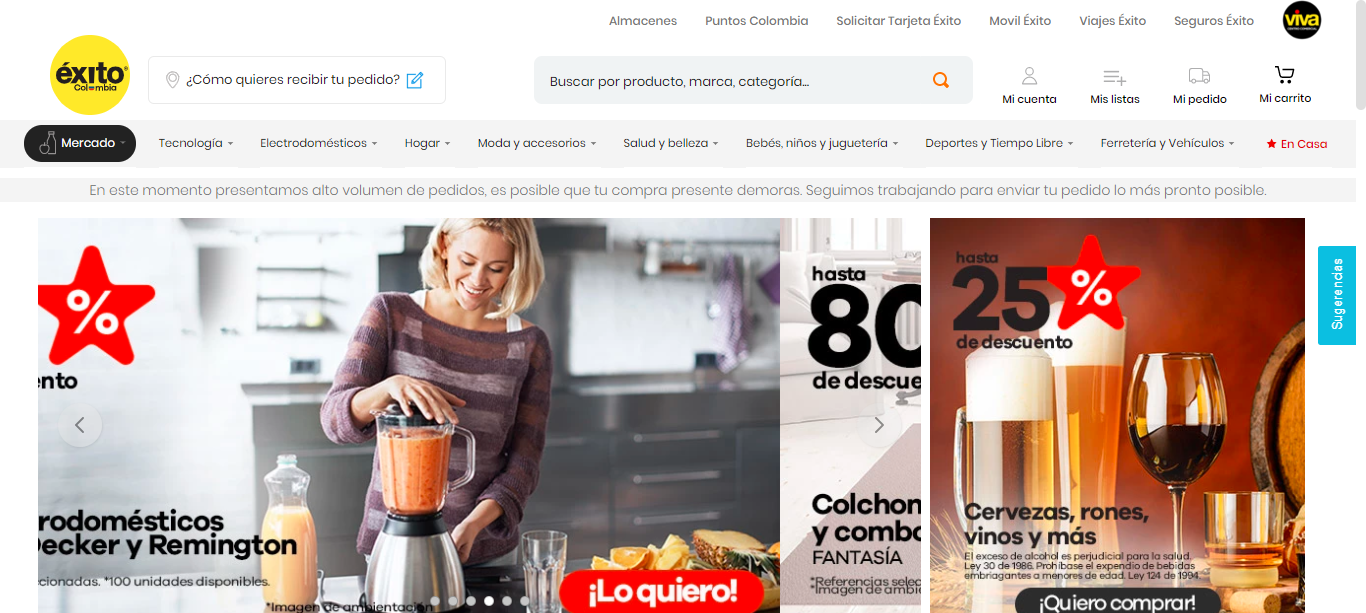 Almacenes Puntos Colombia Solicitar Tarjeta Éxito Movil Éxito Viajes Éxito Seguros Éxito
viva
éxito
Colombia
¿Cómo quieres recibir tu pedido?
Buscar por producto, marca, categoría...
Mi cuenta Mis listas Mi pedido Mi carrito
Mercado Tecnología Electrodomésticos Hogar Moda y accesorios Salud y belleza Bebés, niños y juguetería Deportes y Tiempo Libre Ferretería y Vehículos En Casa
En este momento presentamos alto volumen de pedidos, es posible que tu compra presente demoras. Seguimos trabajando para enviar tu pedido lo más pronto posible.
%
ento
rodomésticos
Decker y Remington
cionadas. *100 unidades disponibles.
*Imagen de ambientación
¡Lo quiero!
hasta
80
de descue
Colchon
y combo
FANTASÍA
*Referencias selec
*Imagen de ambie
hasta
25 %
de descuento
Cervezas, rones,
vinos y más
El exceso de alcohol es perjudicial para la salud.
Ley 30 de 1986. Prohíbase el expendio de bebidas
embriagantes a menores de edad. Ley 124 de 1994
¡Quiero comprar!
Sugerencias